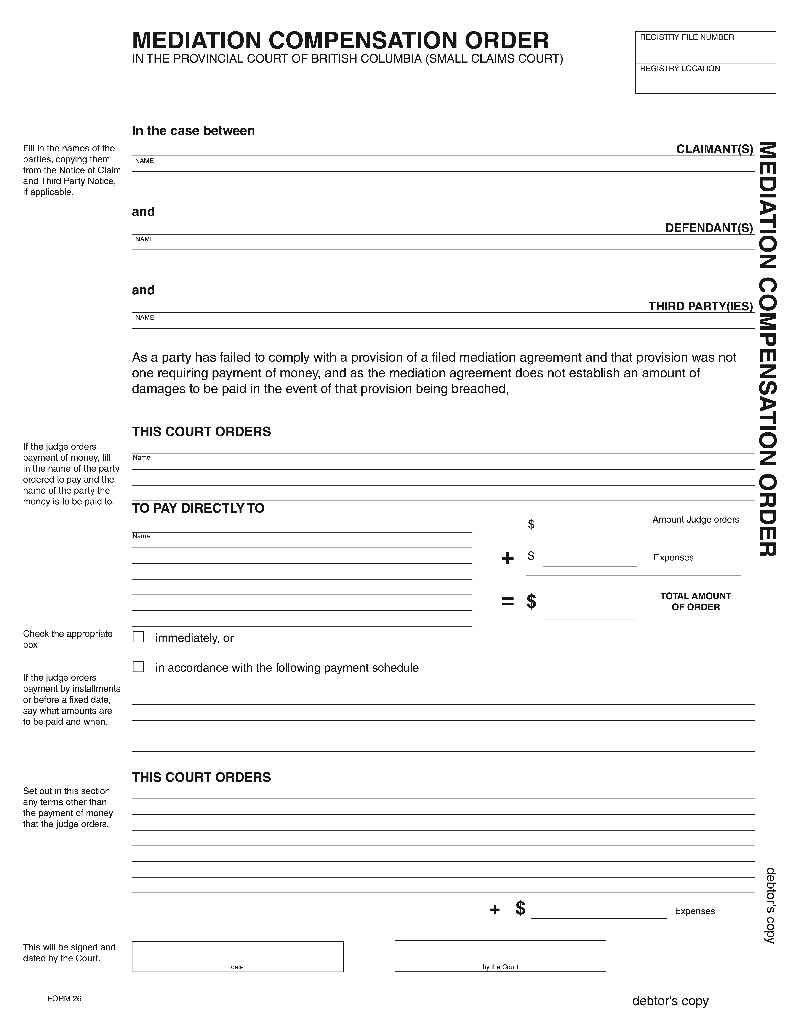 MEDIATION COMPENSATION ORDER
IN THE PROVINCIAL COURT OF BRITISH COLUMBIA (SMALL CLAIMS COURT)
REGISTRY FILE NUMBER
REGISTRY LOCATION
In the case between
Fill in the names of the
parties, copying them
from the Notice of Claim
and Third Party Notice,
if applicable.
CLAIMANT(S)
NAME
and
DEFENDANT(S)
NAME
and
THIRD PARTY(IES)
NAME
MEDIATION COMPENSATION ORDER
As a party has failed to comply with a provision of a filed mediation agreement and that provision was not
one requiring payment of money, and as the mediation agreement does not establish an amount of
damages to be paid in the event of that provision being breached,
THIS COURT ORDERS
If the judge orders
payment of money, fill
in the name of the party
ordered to pay and the
name of the party the
money is to be paid to.
Name
TO PAY DIRECTLY TO
Name
$ Amount Judge orders
+ $ Expenses
= $ TOTAL AMOUNT
OF ORDER
Check the appropriate
box
immediately, or
in accordance with the following payment schedule
If the judge orders
payment by installments
or before a fixed date,
say what amounts are
to be paid and when.
THIS COURT ORDERS
Set out in this section
any terms other than
the payment of money
that the judge orders.
+ $ Expenses
This will be signed and
dated by the Court.
date
by the Court
debtor's copy
FORM 26
debtor's copy